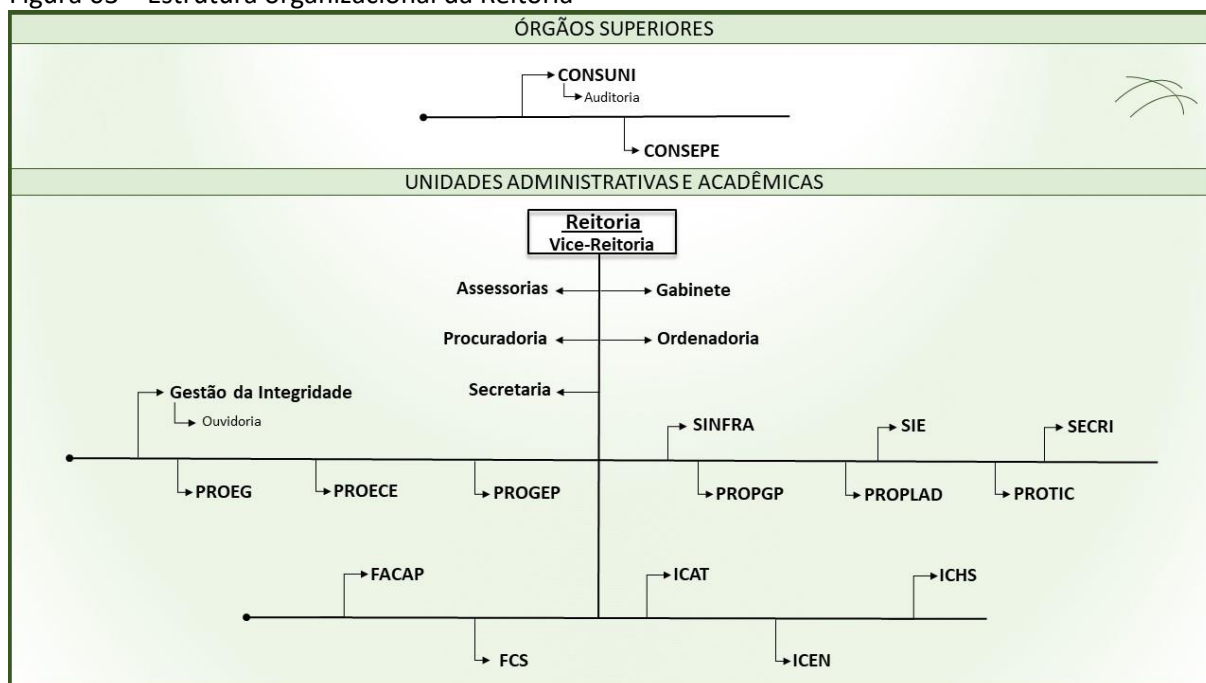 Figura 03 – Estrutura organizacional da Reitoria
ÓRGÃOS SUPERIORES
CONSUNI
Auditoria
CONSEPE
UNIDADES ADMINISTRATIVAS E ACADÊMICAS
Reitoria
Vice-Reitoria
Assessorias
Gabinete
Procuradoria
Ordenadoria
Secretaria
Gestão da Integridade
Ouvidoria
SINFRA
SIE
SECRI
PROEG
PROECE
PROGEP
PROPGP
PROPLAD
PROTIC
FACAP
ICAT
ICHS
FCS
ICEN